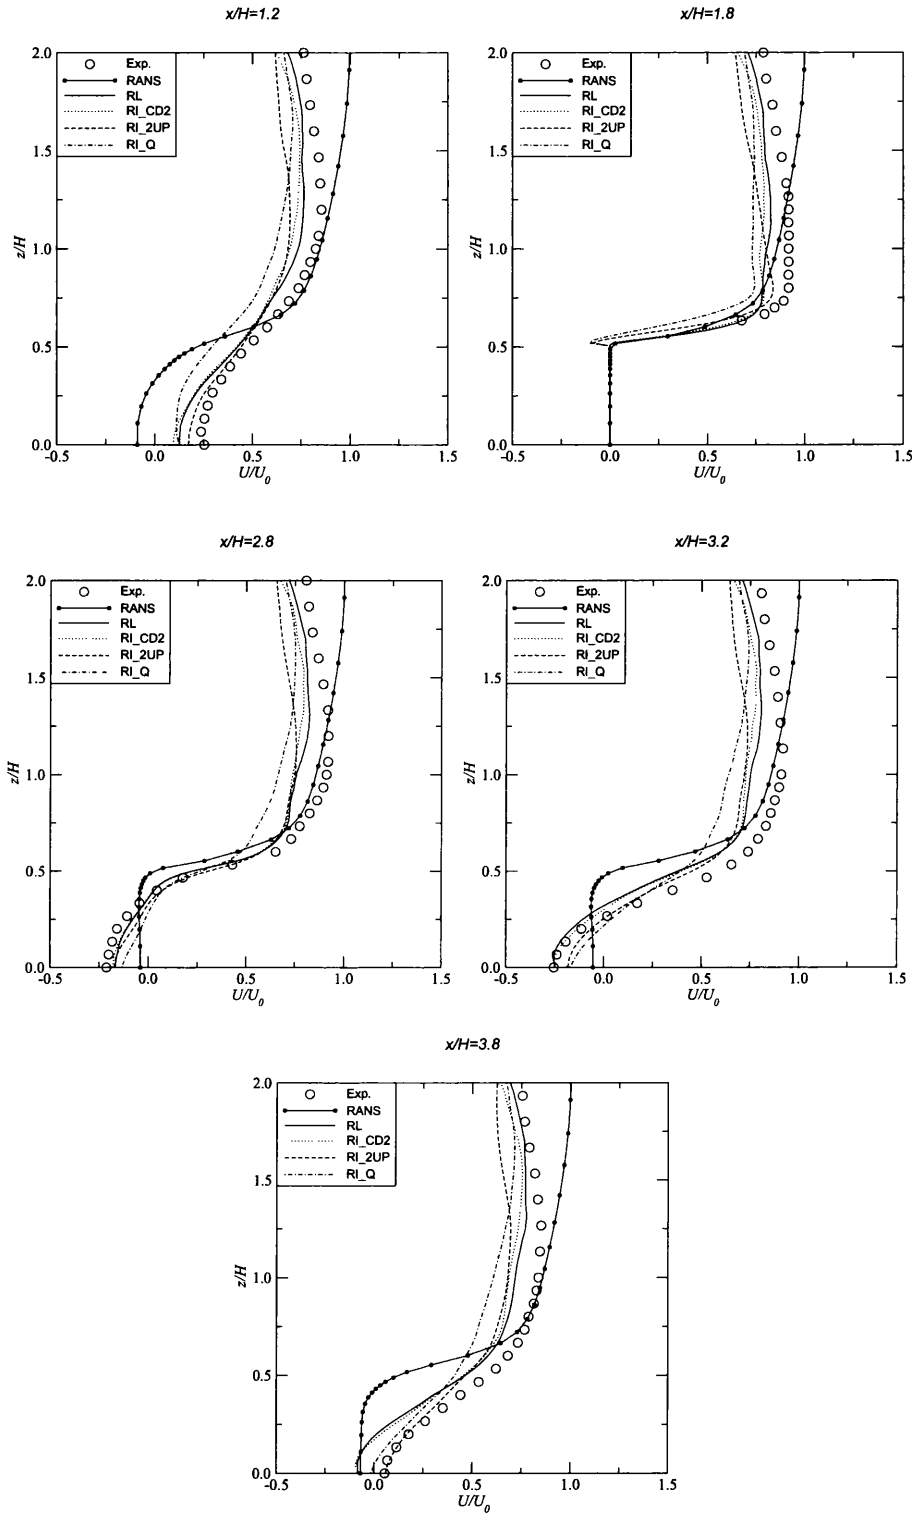 x/H=1.2
2.0
1.5
1.0
0.5
0.0
z/H
Exp.
RANS
RL
RI_CD2
RI_2UP
RI_Q
-0.5
0.0
0.5
1.0
1.5
U/U0
x/H=1.8
2.0
1.5
1.0
0.5
0.0
z/H
Exp.
RANS
RL
RI_CD2
RI_2UP
RI_Q
-0.5
0.0
0.5
1.0
1.5
U/U0
x/H=2.8
2.0
1.5
1.0
0.5
0.0
z/H
Exp.
RANS
RL
RI_CD2
RI_2UP
RI_Q
-0.5
0.0
0.5
1.0
1.5
U/U0
x/H=3.2
2.0
1.5
1.0
0.5
0.0
z/H
Exp.
RANS
RL
RI_CD2
RI_2UP
RI_Q
-0.5
0.0
0.5
1.0
1.5
U/U0
x/H=3.8
2.0
1.5
1.0
0.5
0.0
z/H
Exp.
RANS
RL
RI_CD2
RI_2UP
RI_Q
-0.5
0.0
0.5
1.0
1.5
U/U0